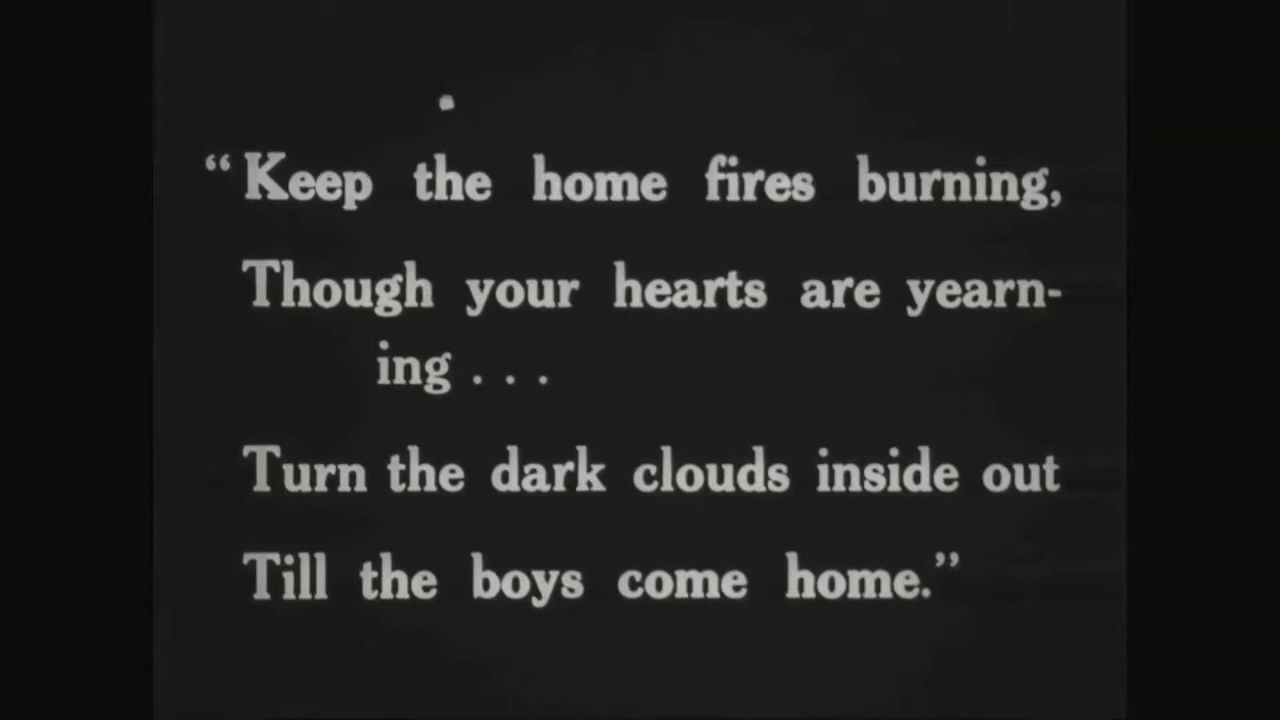 “Keep the home fires burning,
Though your hearts are yearn-
ing . . .
Turn the dark clouds inside out
Till the boys come home.”